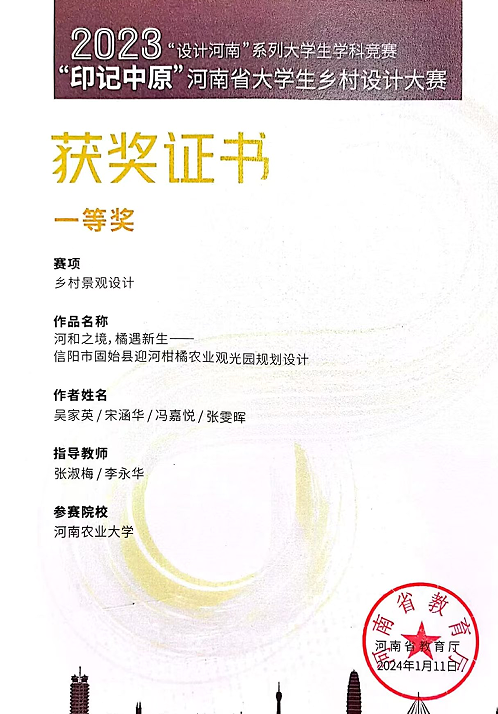 2023 “设计河南”系列大学生学科竞赛
“印记中原”河南省大学生乡村设计大赛
获奖证书
一等奖
赛项
乡村景观设计
作品名称
河和之境，橘遇新生——
信阳市固始县迎河柑橘农业观光园规划设计
作者姓名
吴家英 / 宋涵华 / 冯嘉悦 / 张雯晖
指导教师
张淑梅 / 李永华
参赛院校
河南农业大学
河南省教育厅
河南省教育厅
2024年1月11日